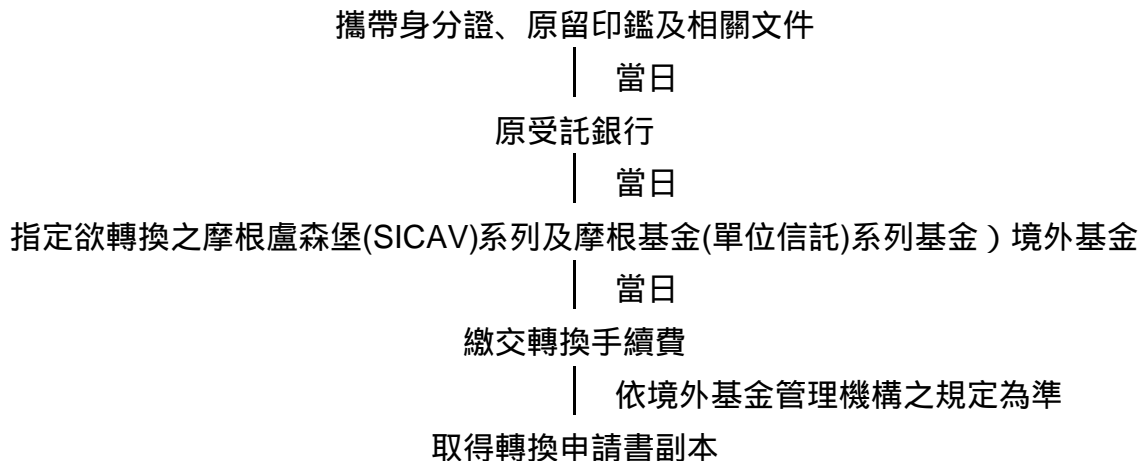 攜帶身分證、原留印鑑及相關文件
當日
原受託銀行
當日
指定欲轉換之摩根盧森堡(SICAV)系列及摩根基金(單位信託)系列基金）境外基金
當日
繳交轉換手續費
依境外基金管理機構之規定為準
取得轉換申請書副本